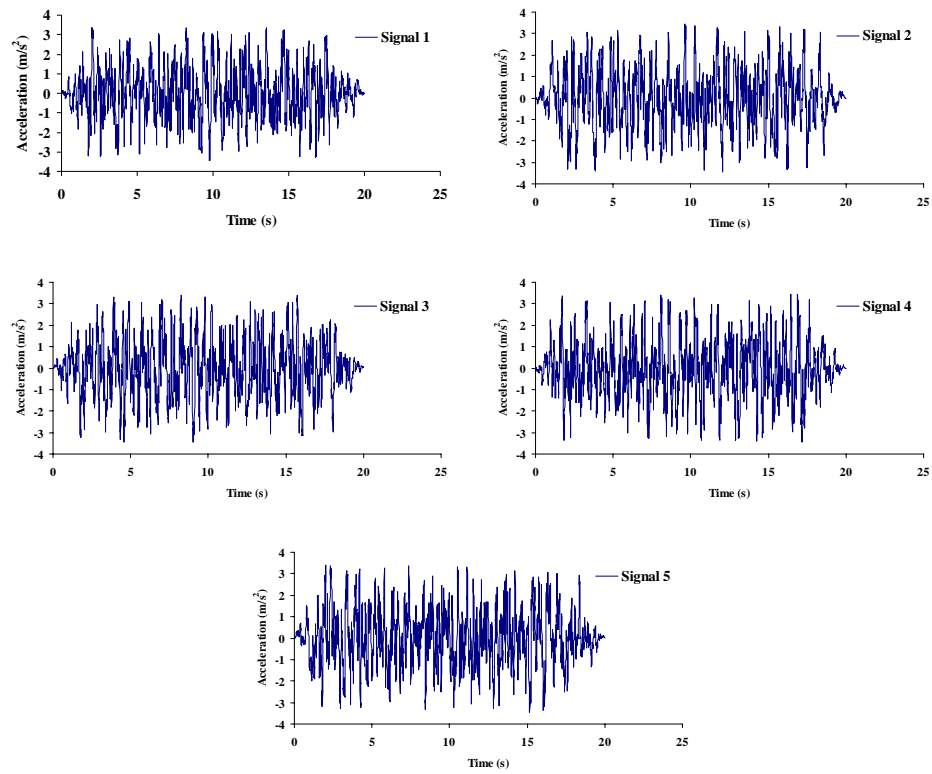 Signal 1
Acceleration (m/s²)
4
3
2
1
0
-1
-2
-3
-4
0 5 10 15 20 25
Time (s)
Signal 2
Acceleration (m/s²)
4
3
2
1
0
-1
-2
-3
-4
0 5 10 15 20 25
Time (s)
Signal 3
Acceleration (m/s²)
4
3
2
1
0
-1
-2
-3
-4
0 5 10 15 20 25
Time (s)
Signal 4
Acceleration (m/s²)
4
3
2
1
0
-1
-2
-3
-4
0 5 10 15 20 25
Time (s)
Signal 5
Acceleration (m/s²)
4
3
2
1
0
-1
-2
-3
-4
0 5 10 15 20 25
Time (s)